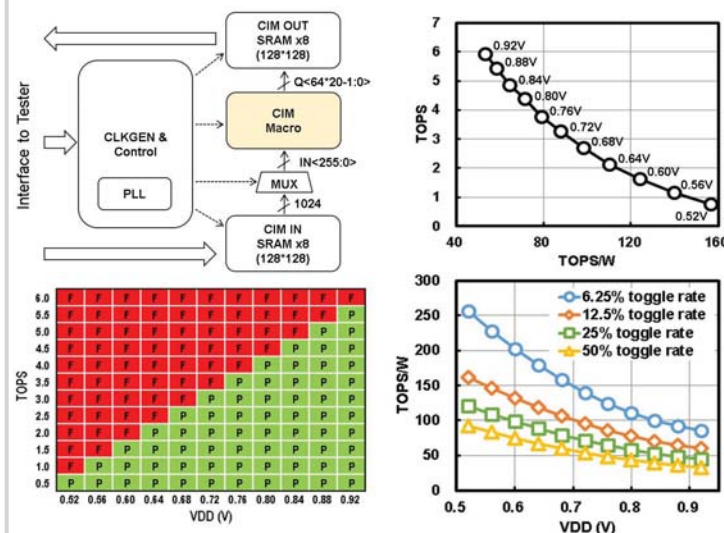 CIM OUT
SRAM x8
(128*128)
Q<64*20-1:0>
CIM
Macro
IN<255:0>
MUX
1024
CIM IN
SRAM x8
(128*128)
CLKGEN &
Control
PLL
Interface to Tester
TOPS
7
6
5
4
3
2
1
0
0.92V
0.88V
0.84V
0.80V
0.76V
0.72V
0.68V
0.64V
0.60V
0.56V
0.52V
40 80 120 160
TOPS/W
TOPS
6.0 F F F F F F F F F F F
5.5 F F F F F F F F F F P
5.0 F F F F F F F F F P P
4.5 F F F F F F F F P P P
4.0 F F F F F F F P P P P
3.5 F F F F F F P P P P P
3.0 F F F F F P P P P P P
2.5 F F F F P P P P P P P
2.0 F F F P P P P P P P P
1.5 F F P P P P P P P P P
1.0 F P P P P P P P P P P
0.5 P P P P P P P P P P P
0.52 0.56 0.60 0.64 0.68 0.72 0.76 0.80 0.84 0.88 0.92
VDD (V)
TOPS/W
300
250
200
150
100
50
0
6.25% toggle rate
12.5% toggle rate
25% toggle rate
50% toggle rate
0.5 0.6 0.7 0.8 0.9
VDD (V)